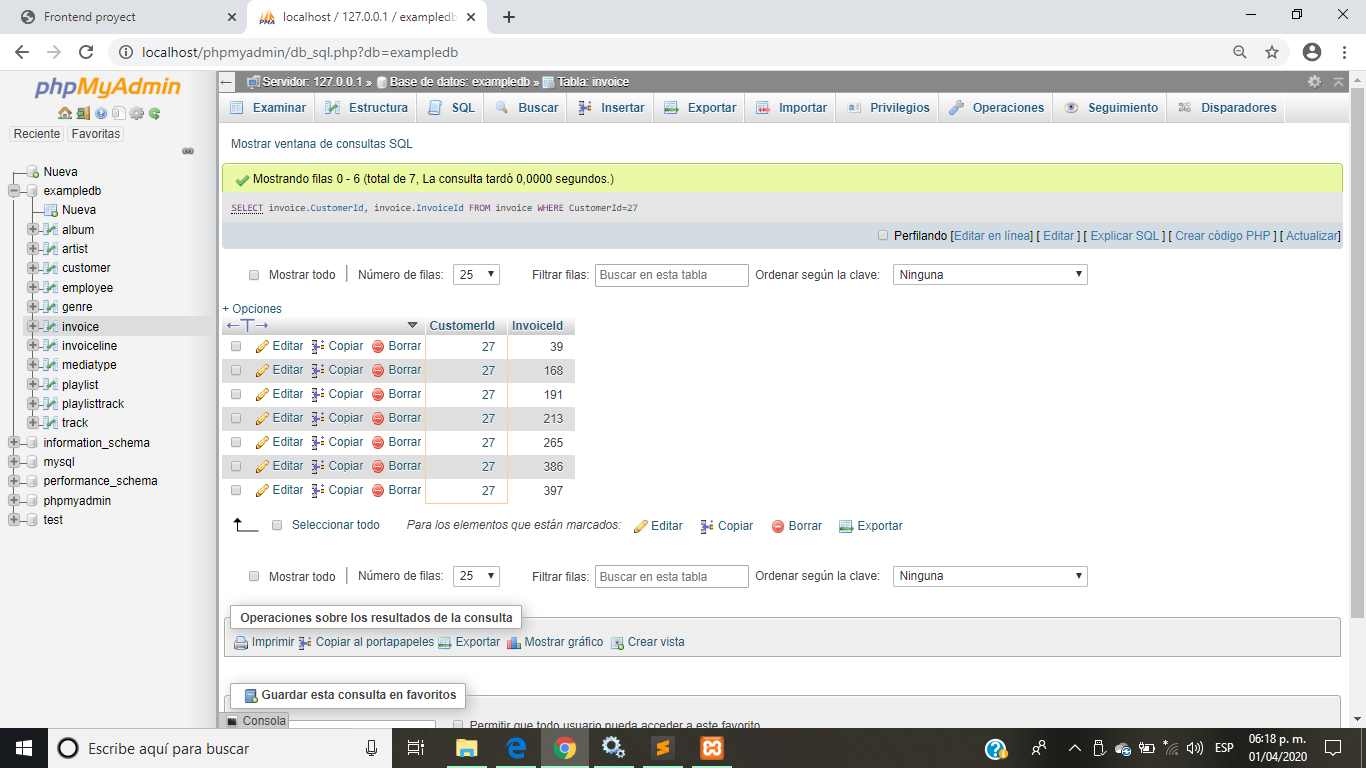 Frontend proyect
localhost / 127.0.0.1 / exampledb
localhost/phpmyadmin/db_sql.php?db=exampledb
phpMyAdmin
Reciente Favoritas
Nueva
exampledb
Nueva
album
artist
customer
employee
genre
invoice
invoiceline
mediatype
playlist
playlisttrack
track
information_schema
mysql
performance_schema
phpmyadmin
test
Servidor: 127.0.0.1 » Base de datos: exampledb » Tabla: invoice
Examinar Estructura SQL Buscar Insertar Exportar Importar Privilegios Operaciones Seguimiento Disparadores
Mostrar ventana de consultas SQL
Mostrando filas 0 - 6 (total de 7, La consulta tardó 0,0000 segundos.)
SELECT invoice.CustomerId, invoice.InvoiceId FROM invoice WHERE CustomerId=27
Perfilando [Editar en línea] [ Editar ] [ Explicar SQL ] [ Crear código PHP ] [ Actualizar]
Mostrar todo Número de filas: 25 Filtrar filas: Buscar en esta tabla Ordenar según la clave: Ninguna
+ Opciones
←T→ CustomerId InvoiceId
Editar Copiar Borrar 27 39
Editar Copiar Borrar 27 168
Editar Copiar Borrar 27 191
Editar Copiar Borrar 27 213
Editar Copiar Borrar 27 265
Editar Copiar Borrar 27 386
Editar Copiar Borrar 27 397
Seleccionar todo Para los elementos que están marcados: Editar Copiar Borrar Exportar
Mostrar todo Número de filas: 25 Filtrar filas: Buscar en esta tabla Ordenar según la clave: Ninguna
Operaciones sobre los resultados de la consulta
Imprimir Copiar al portapapeles Exportar Mostrar gráfico Crear vista
Guardar esta consulta en favoritos
Consola
Permitir que todo usuario pueda acceder a este favorito
Escribe aquí para buscar
ESP
06:18 p. m.
01/04/2020